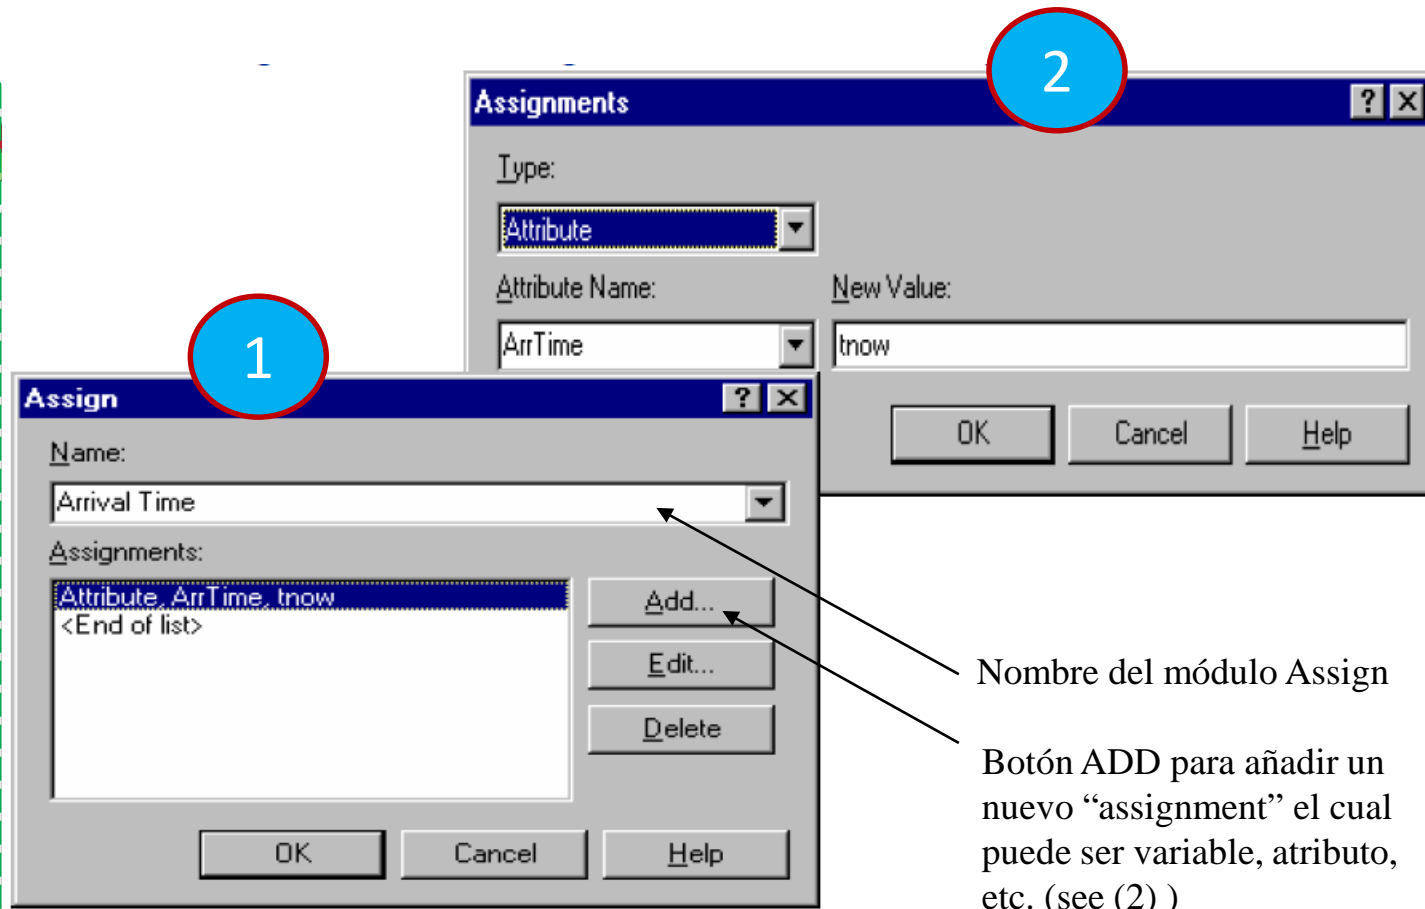 2
Assignments
Type:
Attribute
Attribute Name:
New Value:
ArrTime
tnow
OK
Cancel
Help
1
Assign
Name:
Arrival Time
Assignments:
Attribute, ArrTime, tnow
<End of list>
Add...
Edit...
Delete
OK
Cancel
Help
Nombre del módulo Assign
Botón ADD para añadir un
nuevo “assignment” el cual
puede ser variable, atributo,
etc. (see (2) )